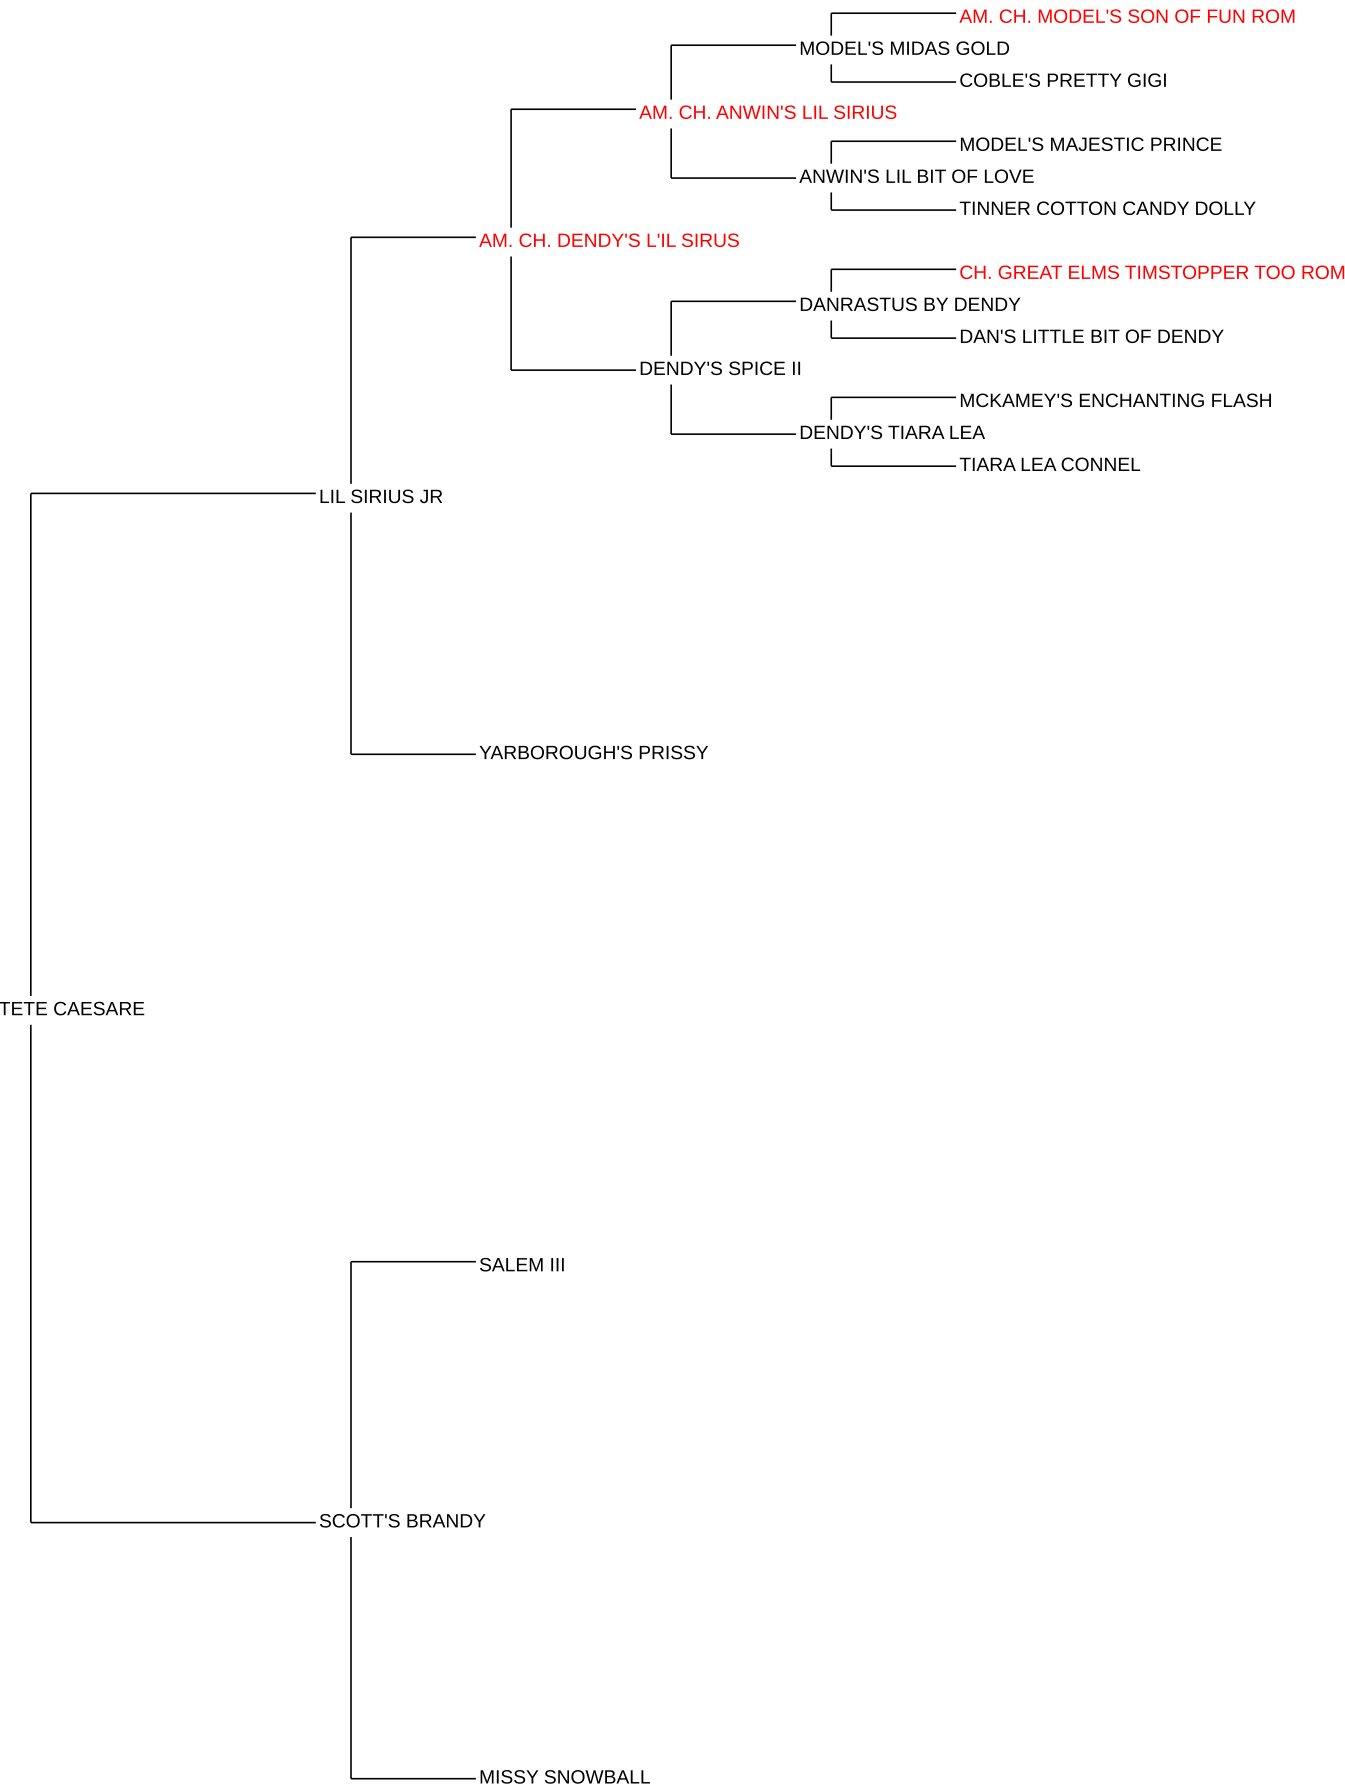 AM. CH. MODEL'S SON OF FUN ROM
MODEL'S MIDAS GOLD
COBLE'S PRETTY GIGI
AM. CH. ANWIN'S LIL SIRIUS
MODEL'S MAJESTIC PRINCE
ANWIN'S LIL BIT OF LOVE
TINNER COTTON CANDY DOLLY
AM. CH. DENDY'S L'IL SIRUS
CH. GREAT ELMS TIMSTOPPER TOO ROM
DANRASTUS BY DENDY
DAN'S LITTLE BIT OF DENDY
DENDY'S SPICE II
MCKAMEY'S ENCHANTING FLASH
DENDY'S TIARA LEA
TIARA LEA CONNEL
LIL SIRIUS JR
YARBOROUGH'S PRISSY
TETE CAESARE
SALEM III
SCOTT'S BRANDY
MISSY SNOWBALL